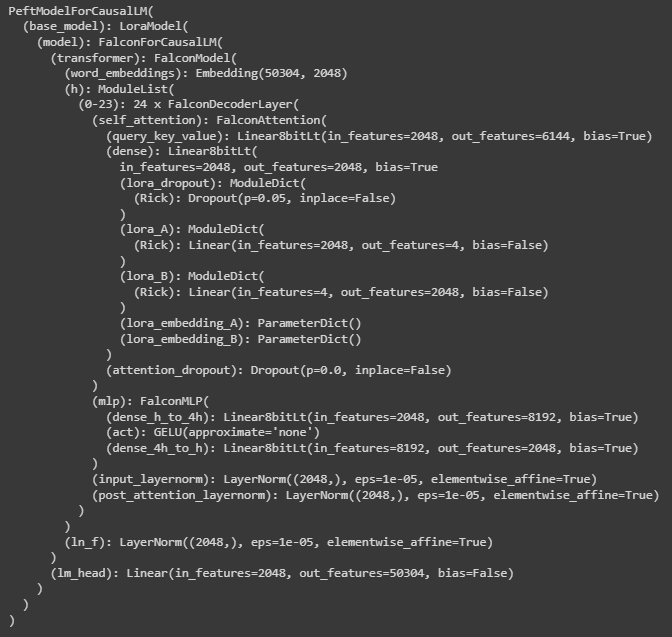 PeftModelForCausalLM(
  (base_model): LoraModel(
    (model): FalconForCausalLM(
      (transformer): FalconModel(
        (word_embeddings): Embedding(50304, 2048)
        (h): ModuleList(
          (0-23): 24 x FalconDecoderLayer(
            (self_attention): FalconAttention(
              (query_key_value): Linear8bitLt(in_features=2048, out_features=6144, bias=True)
              (dense): Linear8bitLt(
                in_features=2048, out_features=2048, bias=True
                (lora_dropout): ModuleDict(
                  (Rick): Dropout(p=0.05, inplace=False)
                )
                (lora_A): ModuleDict(
                  (Rick): Linear(in_features=2048, out_features=4, bias=False)
                )
                (lora_B): ModuleDict(
                  (Rick): Linear(in_features=4, out_features=2048, bias=False)
                )
                (lora_embedding_A): ParameterDict()
                (lora_embedding_B): ParameterDict()
              )
              (attention_dropout): Dropout(p=0.0, inplace=False)
            )
            (mlp): FalconMLP(
              (dense_h_to_4h): Linear8bitLt(in_features=2048, out_features=8192, bias=True)
              (act): GELU(approximate='none')
              (dense_4h_to_h): Linear8bitLt(in_features=8192, out_features=2048, bias=True)
            )
            (input_layernorm): LayerNorm((2048,), eps=1e-05, elementwise_affine=True)
            (post_attention_layernorm): LayerNorm((2048,), eps=1e-05, elementwise_affine=True)
          )
        )
        (ln_f): LayerNorm((2048,), eps=1e-05, elementwise_affine=True)
      )
      (lm_head): Linear(in_features=2048, out_features=50304, bias=False)
    )
  )
)